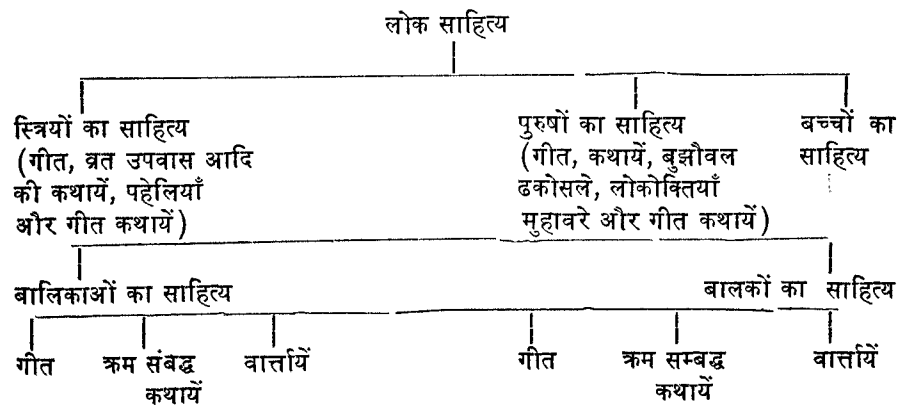 लोक साहित्य
स्त्रियों का साहित्य
(गीत, व्रत उपवास आदि
की कथायें, पहेलियाँ
और गीत कथायें)
पुरुषों का साहित्य
(गीत, कथायें, बुझौवल
ढकोसले, लोकोक्तियाँ
मुहावरे और गीत कथायें)
बच्चों का
साहित्य
बालिकाओं का साहित्य
बालकों का साहित्य
गीत
क्रम संबद्ध
कथायें
वार्त्तायें
गीत
क्रम सम्बद्ध
कथायें
वार्त्तायें